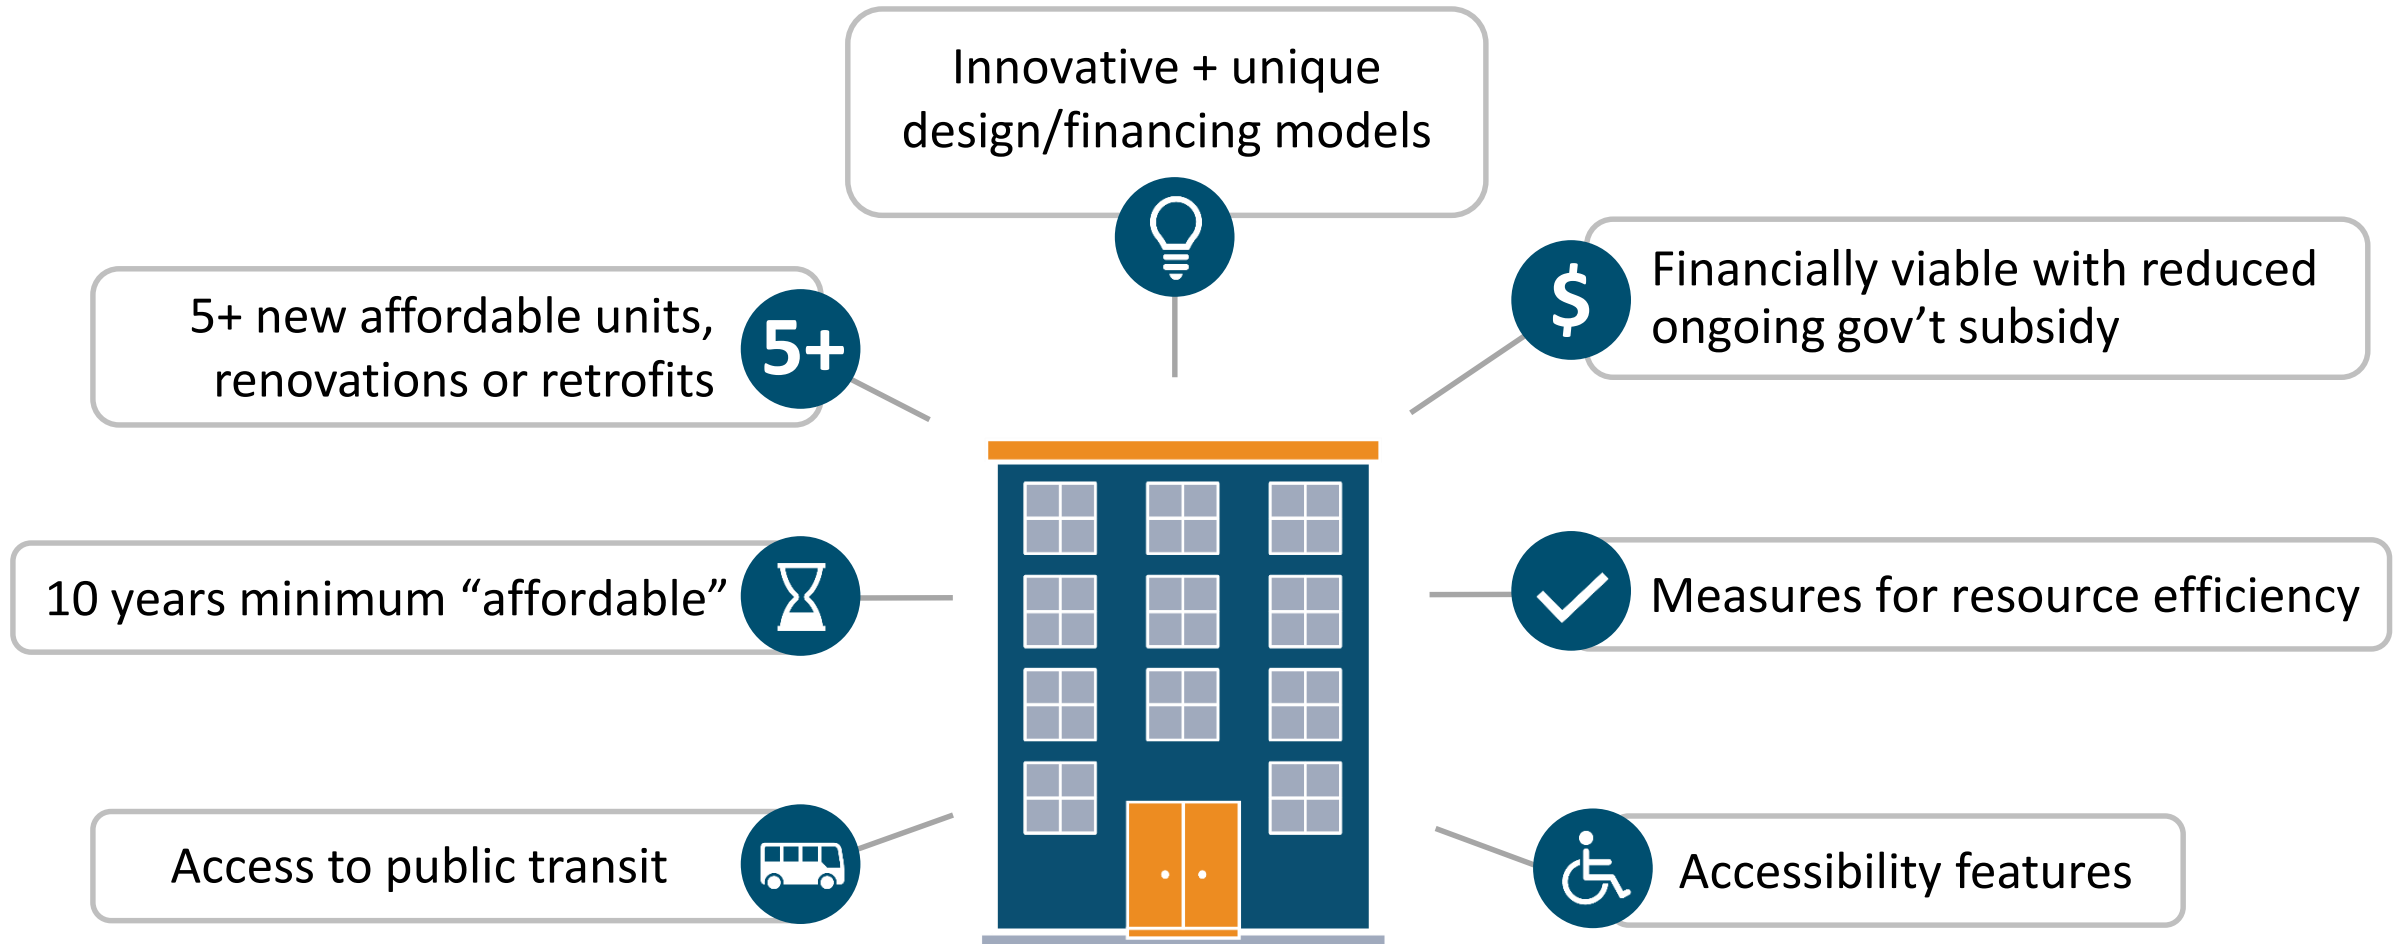 Innovative + unique
design/financing models
5+ new affordable units,
renovations or retrofits
5+
$
Financially viable with reduced
ongoing gov’t subsidy
10 years minimum “affordable”
Measures for resource efficiency
Access to public transit
Accessibility features